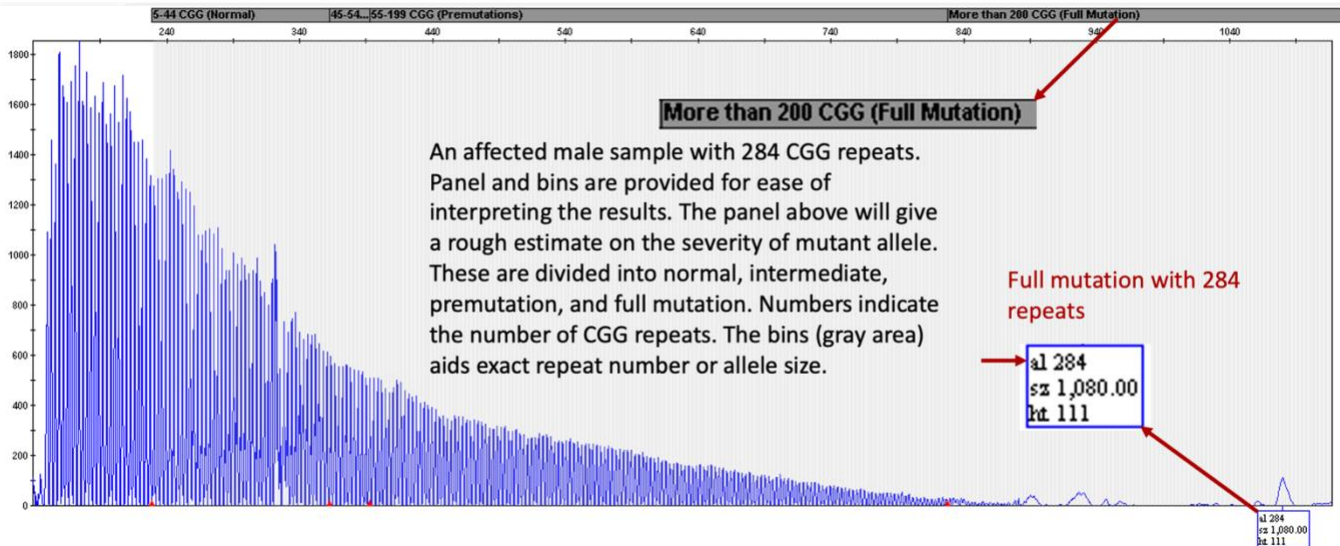 5-44 CGG (Normal) 45-54... 55-199 CGG (Premutations) More than 200 CGG (Full Mutation)
240 340 440 540 640 740 840 940 1040
1800
1600
1400
1200
1000
800
600
400
200
0
More than 200 CGG (Full Mutation)
An affected male sample with 284 CGG repeats.
Panel and bins are provided for ease of
interpreting the results. The panel above will give
a rough estimate on the severity of mutant allele.
These are divided into normal, intermediate,
premutation, and full mutation. Numbers indicate
the number of CGG repeats. The bins (gray area)
aids exact repeat number or allele size.
Full mutation with 284
repeats
al 284
sz 1,080.00
ht 111
al 284
sz 1,080.00
ht 111